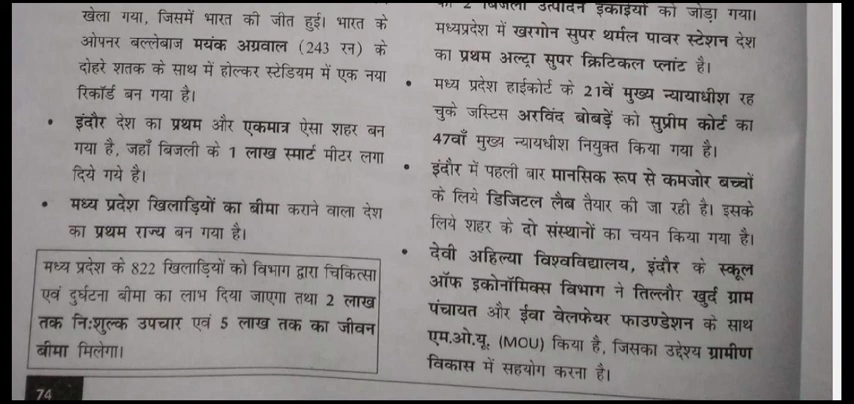 खेला गया, जिसमें भारत की जीत हुई। भारत के
ओपनर बल्लेबाज मयंक अग्रवाल (243 रन) के
दोहरे शतक के साथ में होल्कर स्टेडियम में एक नया
रिकॉर्ड बन गया है।
• इंदौर देश का प्रथम और एकमात्र ऐसा शहर बन
गया है, जहाँ बिजली के 1 लाख स्मार्ट मीटर लगा
दिये गये है।
• मध्य प्रदेश खिलाड़ियों का बीमा कराने वाला देश
का प्रथम राज्य बन गया है।
मध्य प्रदेश के 822 खिलाड़ियों को विभाग द्वारा चिकित्सा
एवं दुर्घटना बीमा का लाभ दिया जाएगा तथा 2 लाख
तक नि:शुल्क उपचार एवं 5 लाख तक का जीवन
बीमा मिलेगा।
74
की 2 बिजली उत्पादन इकाईयों को जोड़ा गया।
मध्यप्रदेश में खरगोन सुपर थर्मल पावर स्टेशन देश
का प्रथम अल्ट्रा सुपर क्रिटिकल प्लांट है।
• मध्य प्रदेश हाईकोर्ट के 21वें मुख्य न्यायाधीश रह
चुके जस्टिस अरविंद बोबड़ें को सुप्रीम कोर्ट का
47वाँ मुख्य न्यायधीश नियुक्त किया गया है।
• इंदौर में पहली बार मानसिक रूप से कमजोर बच्चों
के लिये डिजिटल लैब तैयार की जा रही है। इसके
लिये शहर के दो संस्थानों का चयन किया गया है।
• देवी अहिल्या विश्वविद्यालय, इंदौर के स्कूल
ऑफ इकोनॉमिक्स विभाग ने तिल्लौर खुर्द ग्राम
पंचायत और ईवा वेलफेयर फाउण्डेशन के साथ
एम.ओ.यू. (MOU) किया है, जिसका उद्देश्य ग्रामीण
विकास में सहयोग करना है।